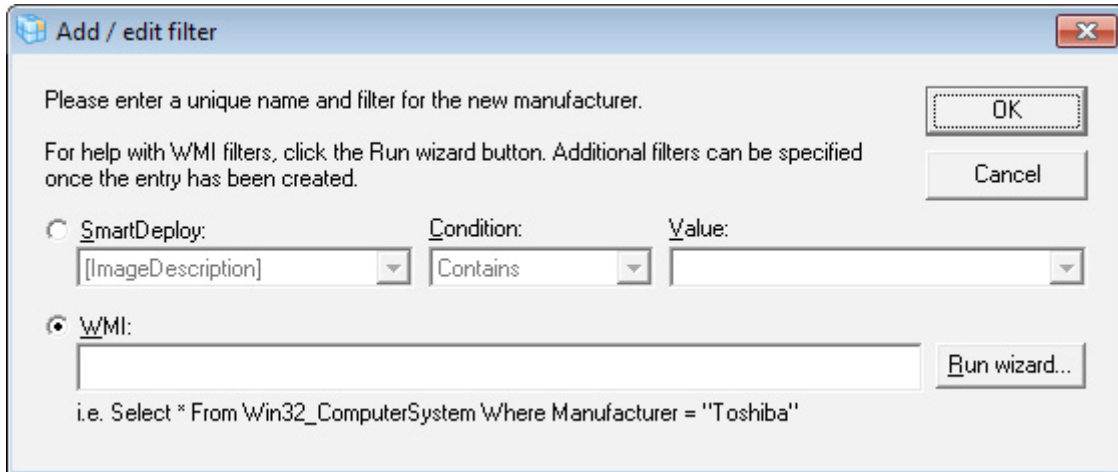 Add / edit filter
Please enter a unique name and filter for the new manufacturer.
OK
For help with WMI filters, click the Run wizard button. Additional filters can be specified
once the entry has been created.
Cancel
SmartDeploy: Condition: Value:
[ImageDescription] Contains
WMI:
Run wizard...
i.e. Select * From Win32_ComputerSystem Where Manufacturer = "Toshiba"